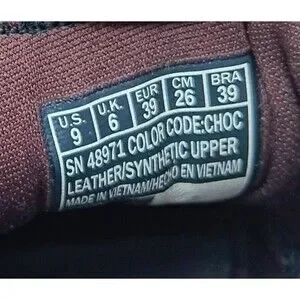 U.S. U.K. EUR CM BRA
9 6 39 26 39
SN 48971 COLOR CODE:CHOC
LEATHER/SYNTHETIC UPPER
MADE IN VIETNAM/HECHO EN VIETNAM